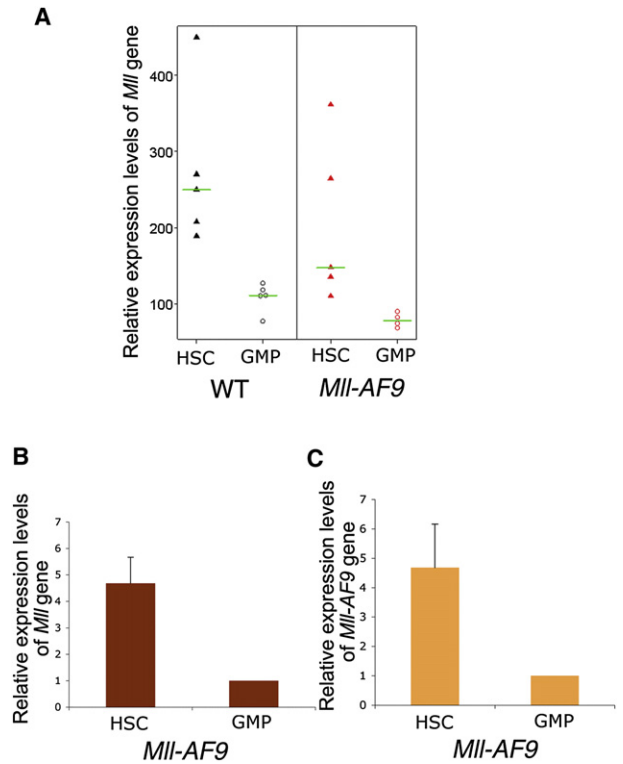 A
Relative expression levels of Mll gene
400
300
200
100
HSC
GMP
HSC
GMP
WT
Mll-AF9
B
Relative expression levels
of Mll gene
7
6
5
4
3
2
1
0
HSC
GMP
Mll-AF9
C
Relative expression levels
of Mll-AF9 gene
7
6
5
4
3
2
1
0
HSC
GMP
Mll-AF9